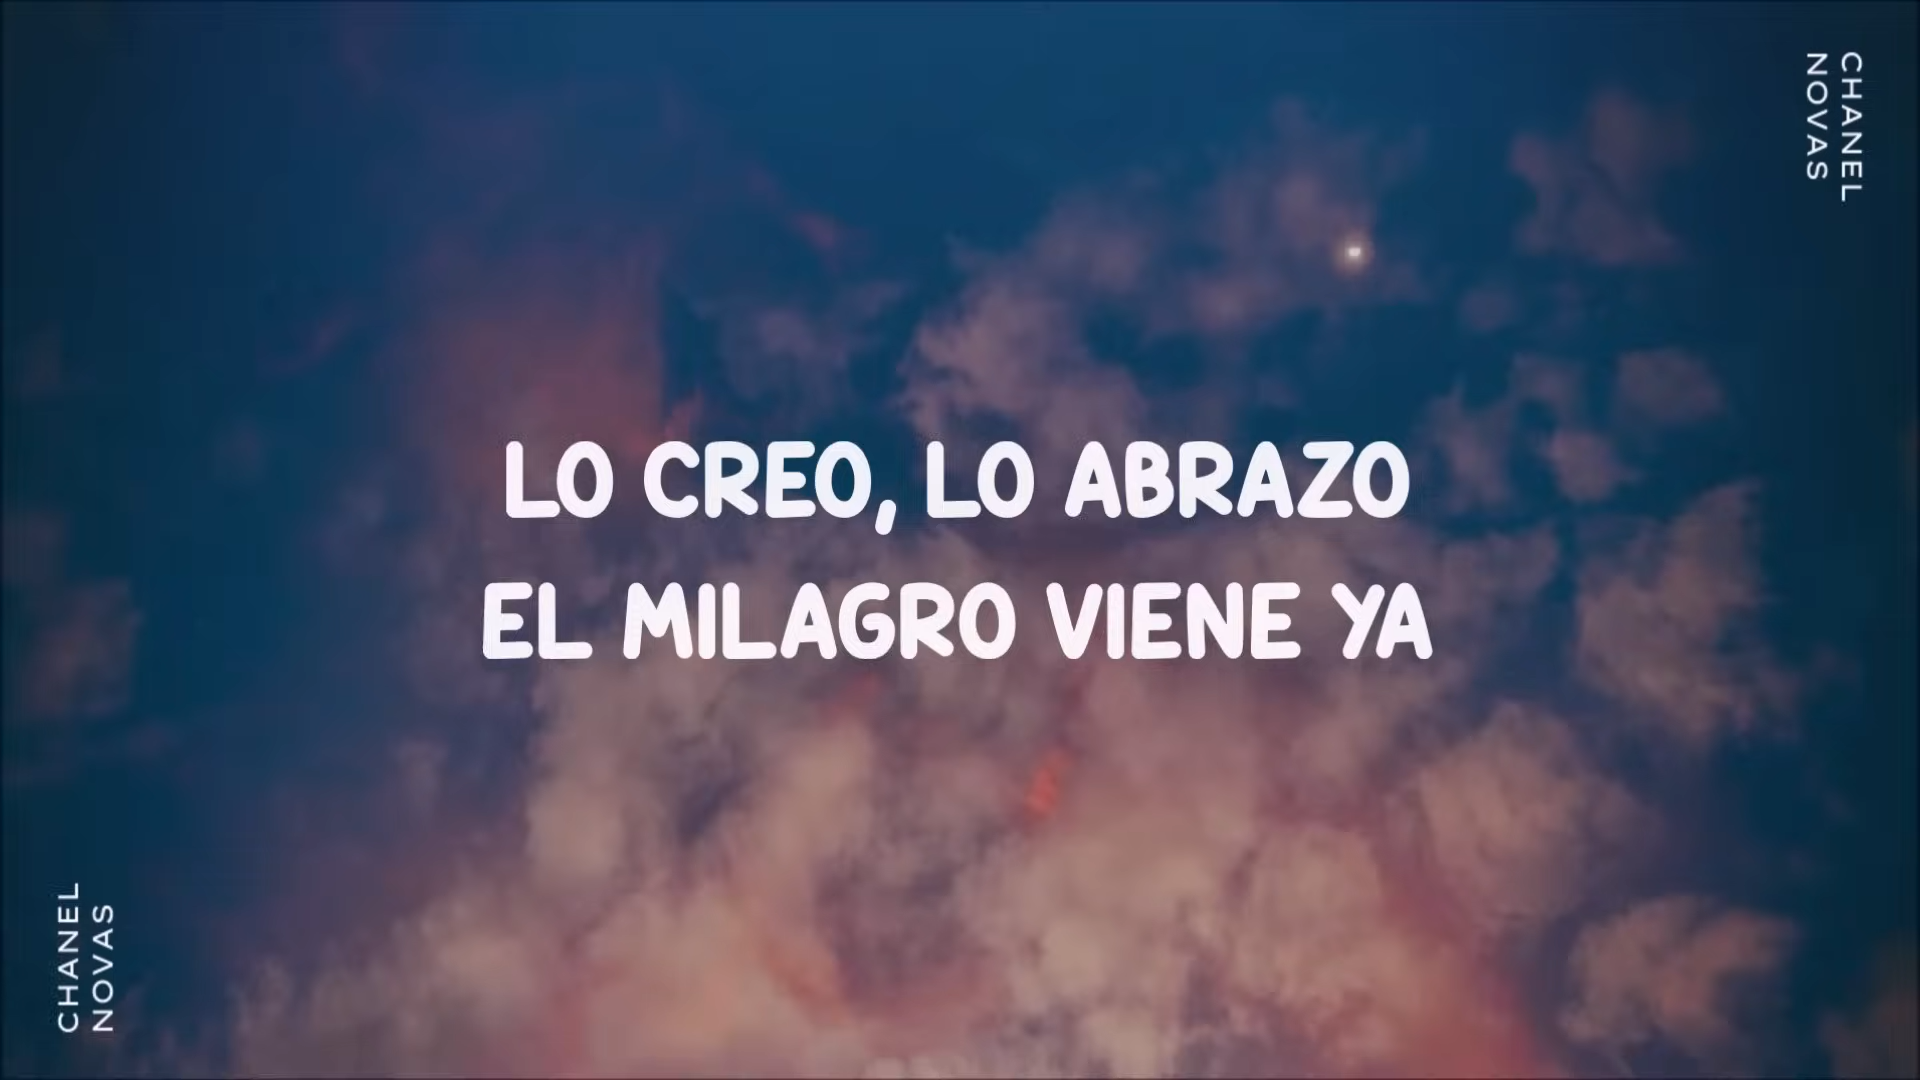 CHANEL
NOVAS
LO CREO, LO ABRAZO
EL MILAGRO VIENE YA
CHANEL
NOVAS